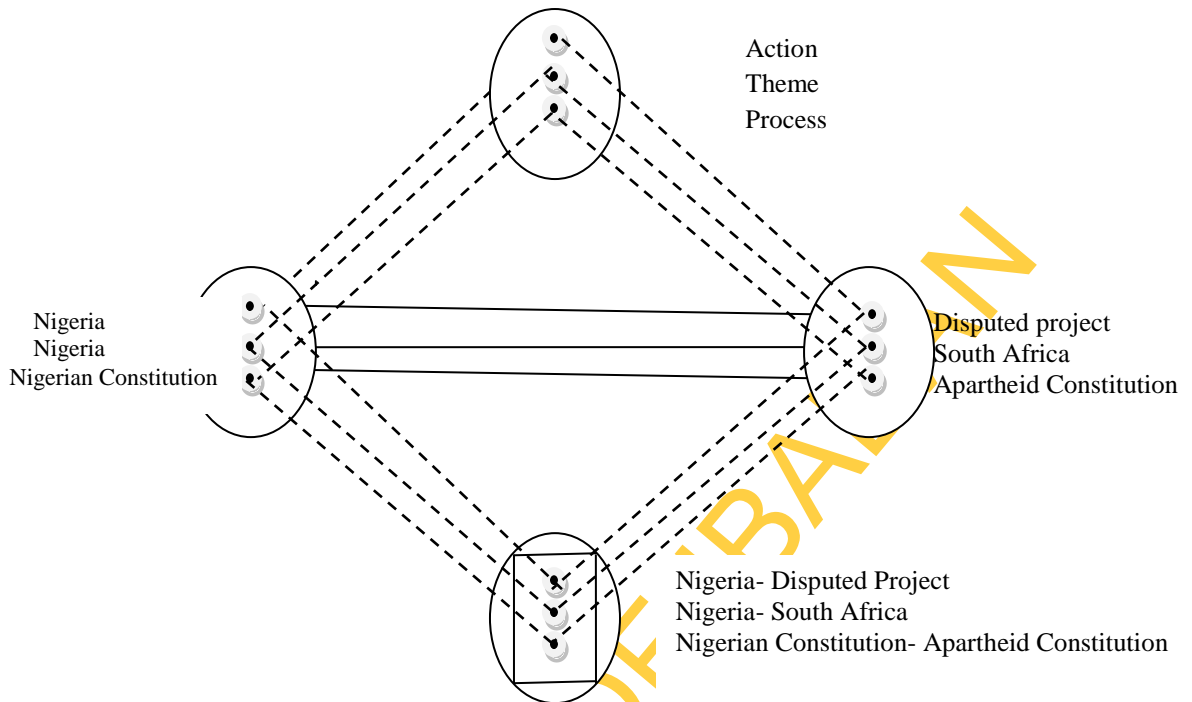 Action
Theme
Process
Nigeria
Nigeria
Nigerian Constitution
Disputed project
South Africa
Apartheid Constitution
Nigeria- Disputed Project
Nigeria- South Africa
Nigerian Constitution- Apartheid Constitution